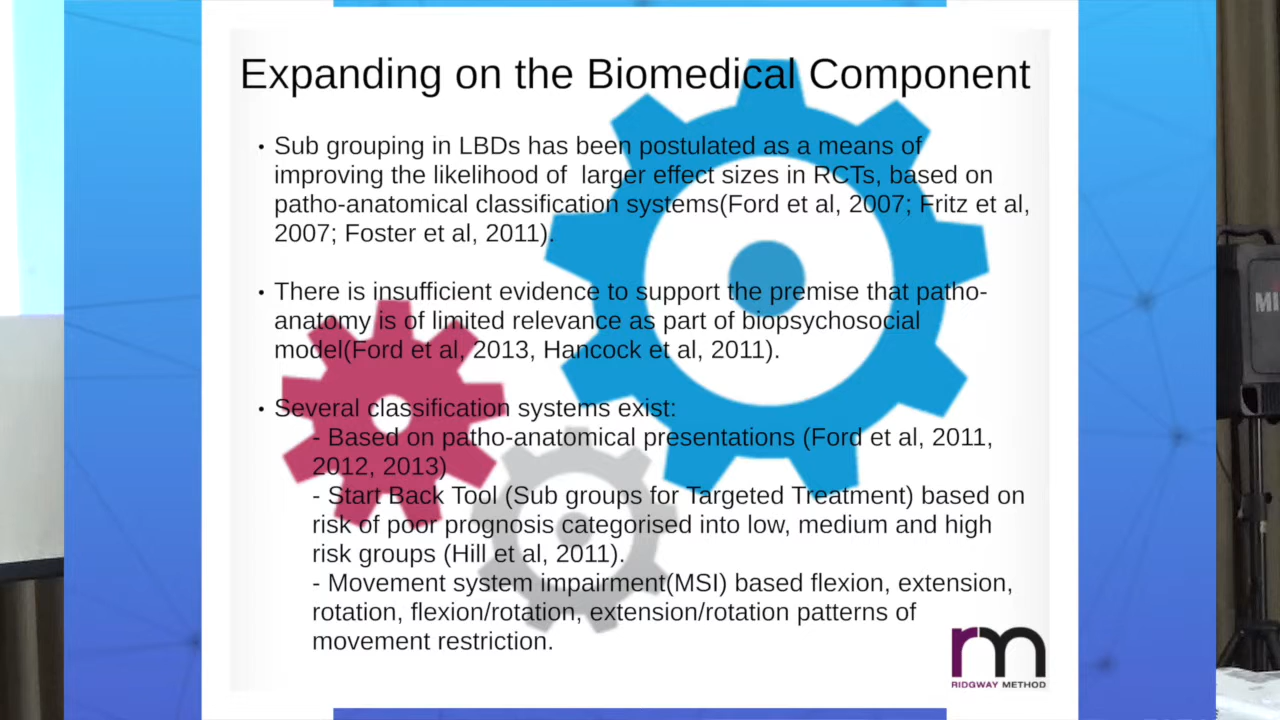 Expanding on the Biomedical Component
• Sub grouping in LBDs has been postulated as a means of
improving the likelihood of larger effect sizes in RCTs, based on
patho-anatomical classification systems(Ford et al, 2007; Fritz et al,
2007; Foster et al, 2011).
• There is insufficient evidence to support the premise that patho-
anatomy is of limited relevance as part of biopsychosocial
model(Ford et al, 2013, Hancock et al, 2011).
• Several classification systems exist:
- Based on patho-anatomical presentations (Ford et al, 2011,
2012, 2013)
- Start Back Tool (Sub groups for Targeted Treatment) based on
risk of poor prognosis categorised into low, medium and high
risk groups (Hill et al, 2011).
- Movement system impairment(MSI) based flexion, extension,
rotation, flexion/rotation, extension/rotation patterns of
movement restriction.
rm
RIDGWAY METHOD